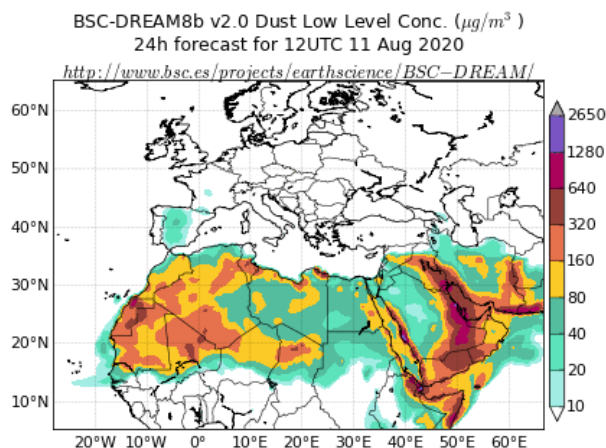 BSC-DREAM8b v2.0 Dust Low Level Conc. (μg/m³ )
24h forecast for 12UTC 11 Aug 2020
http://www.bsc.es/projects/earthscience/BSC−DREAM/
60°N
50°N
40°N
30°N
20°N
10°N
20°W 10°W 0° 10°E 20°E 30°E 40°E 50°E 60°E
2650
1280
640
320
160
80
40
20
10